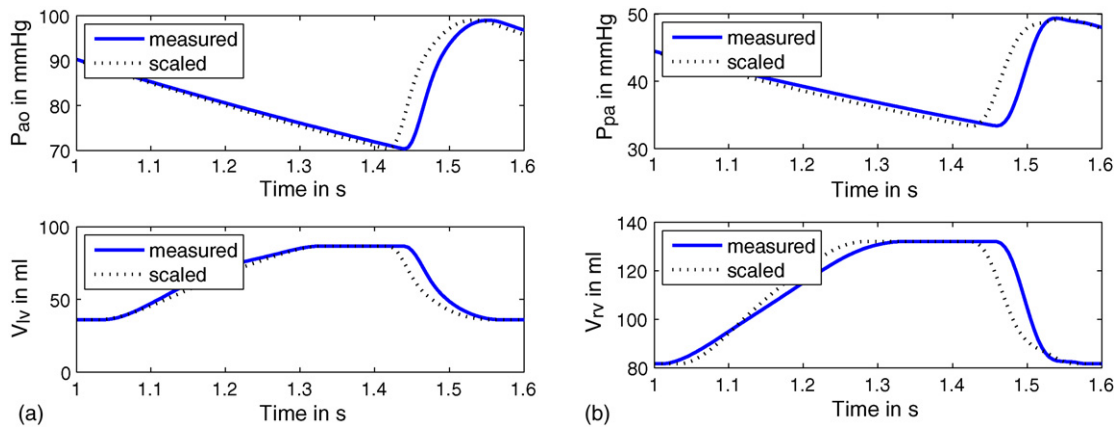 100
90
80
70
P_ao in mmHg
measured
scaled
1 1.1 1.2 1.3 1.4 1.5 1.6
Time in s
50
40
30
P_pa in mmHg
measured
scaled
1 1.1 1.2 1.3 1.4 1.5 1.6
Time in s
100
50
0
V_lv in ml
measured
scaled
1 1.1 1.2 1.3 1.4 1.5 1.6
Time in s
(a)
140
120
100
80
V_rv in ml
measured
scaled
1 1.1 1.2 1.3 1.4 1.5 1.6
Time in s
(b)